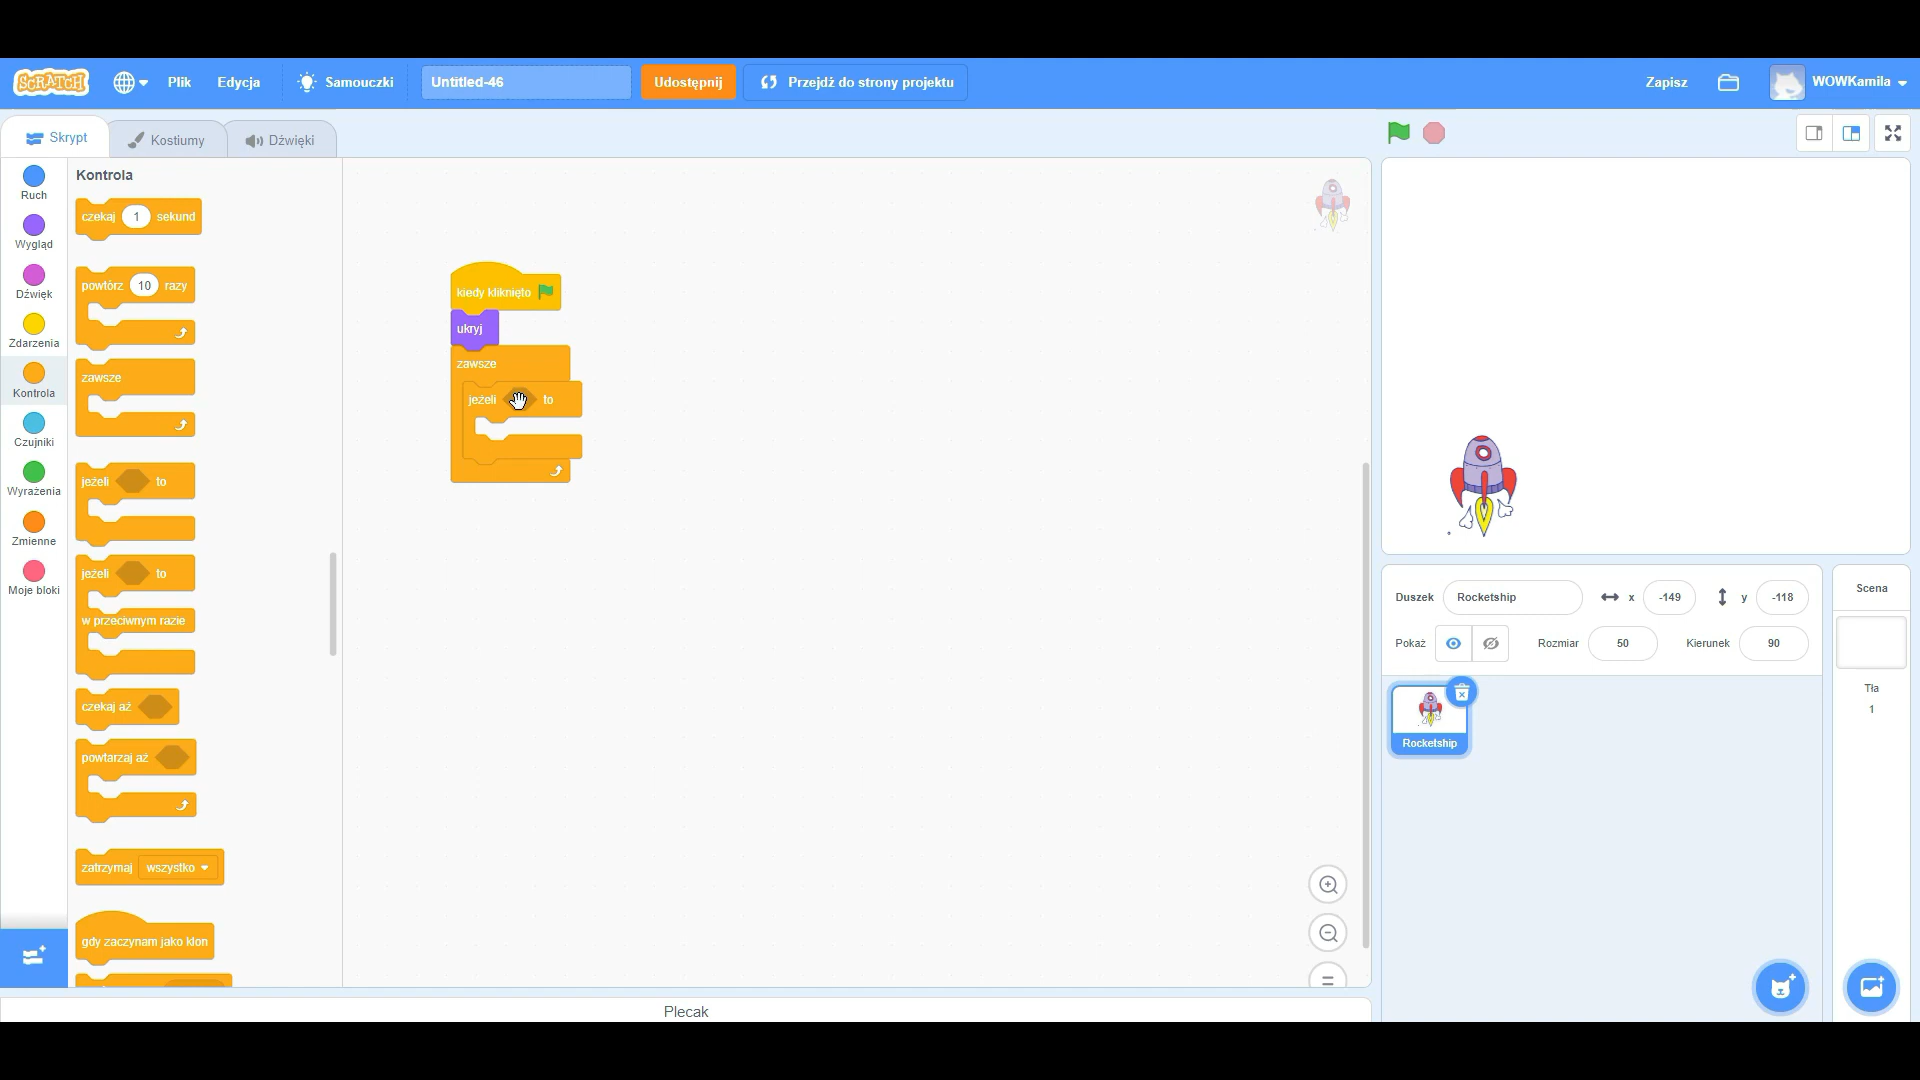 SCRATCH
Plik
Edycja
Samouczki
Untitled-46
Udostępnij
Przejdź do strony projektu
Zapisz
WOWKamila
Skrypt
Kostiumy
Dźwięki
Ruch
Wygląd
Dźwięk
Zdarzenia
Kontrola
Czujniki
Wyrażenia
Zmienne
Moje bloki
Kontrola
czekaj 1 sekund
powtórz 10 razy
zawsze
jeżeli to
jeżeli to
w przeciwnym razie
czekaj aż
powtarzaj aż
zatrzymaj wszystko
gdy zaczynam jako klon
kiedy kliknięto
ukryj
zawsze
jeżeli to
Plecak
Duszek Rocketship x -149 y -118
Pokaż Rozmiar 50 Kierunek 90
Rocketship
Scena
Tła
1